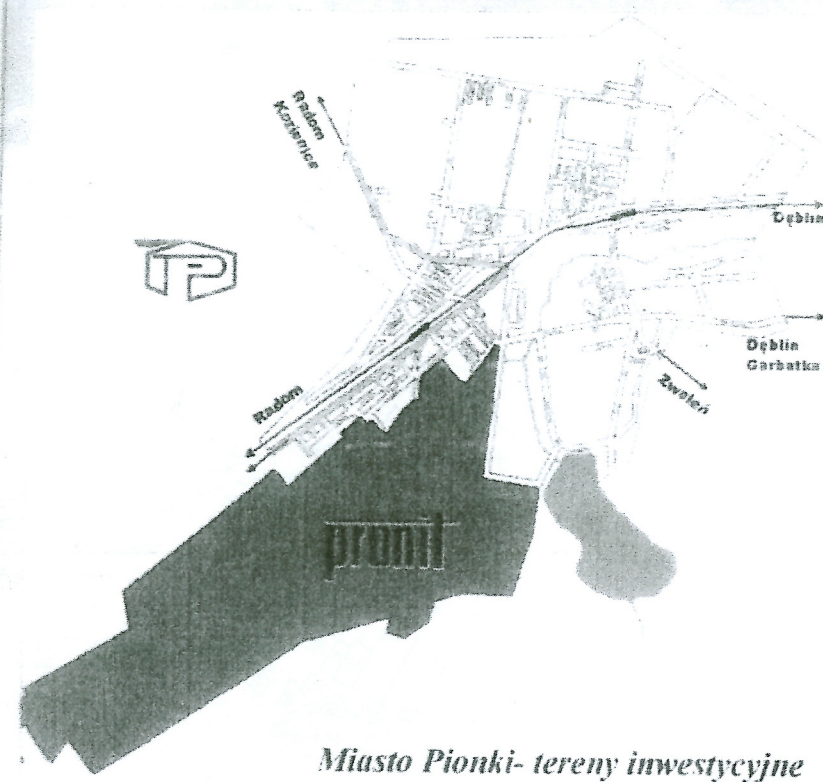 Radom
Kozienice
Dęblin
Dęblin
Garbatka
Zwoleń
Radom
pronit
Miasto Pionki- tereny inwestycyjne